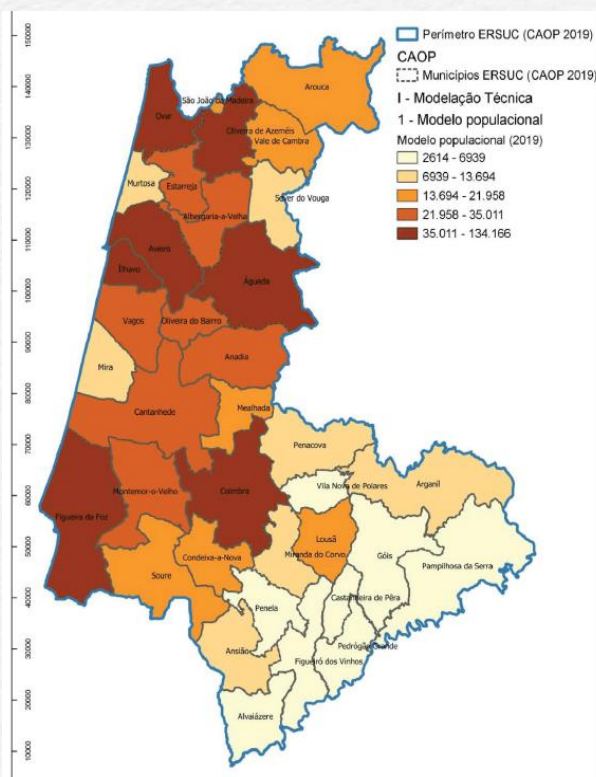 Perímetro ERSUC (CAOP 2019)
CAOP
Municípios ERSUC (CAOP 2019)
I - Modelação Técnica
1 - Modelo populacional
Modelo populacional (2019)
2614 - 6939
6939 - 13.694
13.694 - 21.958
21.958 - 35.011
35.011 - 134.166
150000
140000
130000
120000
110000
100000
90000
80000
70000
60000
50000
40000
30000
20000
10000
Arouca
São João da Madeira
Ovar
Oliveira de Azeméis
Vale de Cambra
Murtosa
Estarreja
Sever do Vouga
Albergaria-a-Velha
Aveiro
Ílhavo
Águeda
Vagos
Oliveira do Bairro
Anadia
Mira
Cantanhede
Mealhada
Penacova
Vila Nova de Poiares
Arganil
Coimbra
Montemor-o-Velho
Figueira da Foz
Lousã
Miranda do Corvo
Góis
Condeixa-a-Nova
Pampilhosa da Serra
Soure
Castanheira de Pêra
Penela
Pedrógão Grande
Ansião
Figueiró dos Vinhos
Alvaiázere